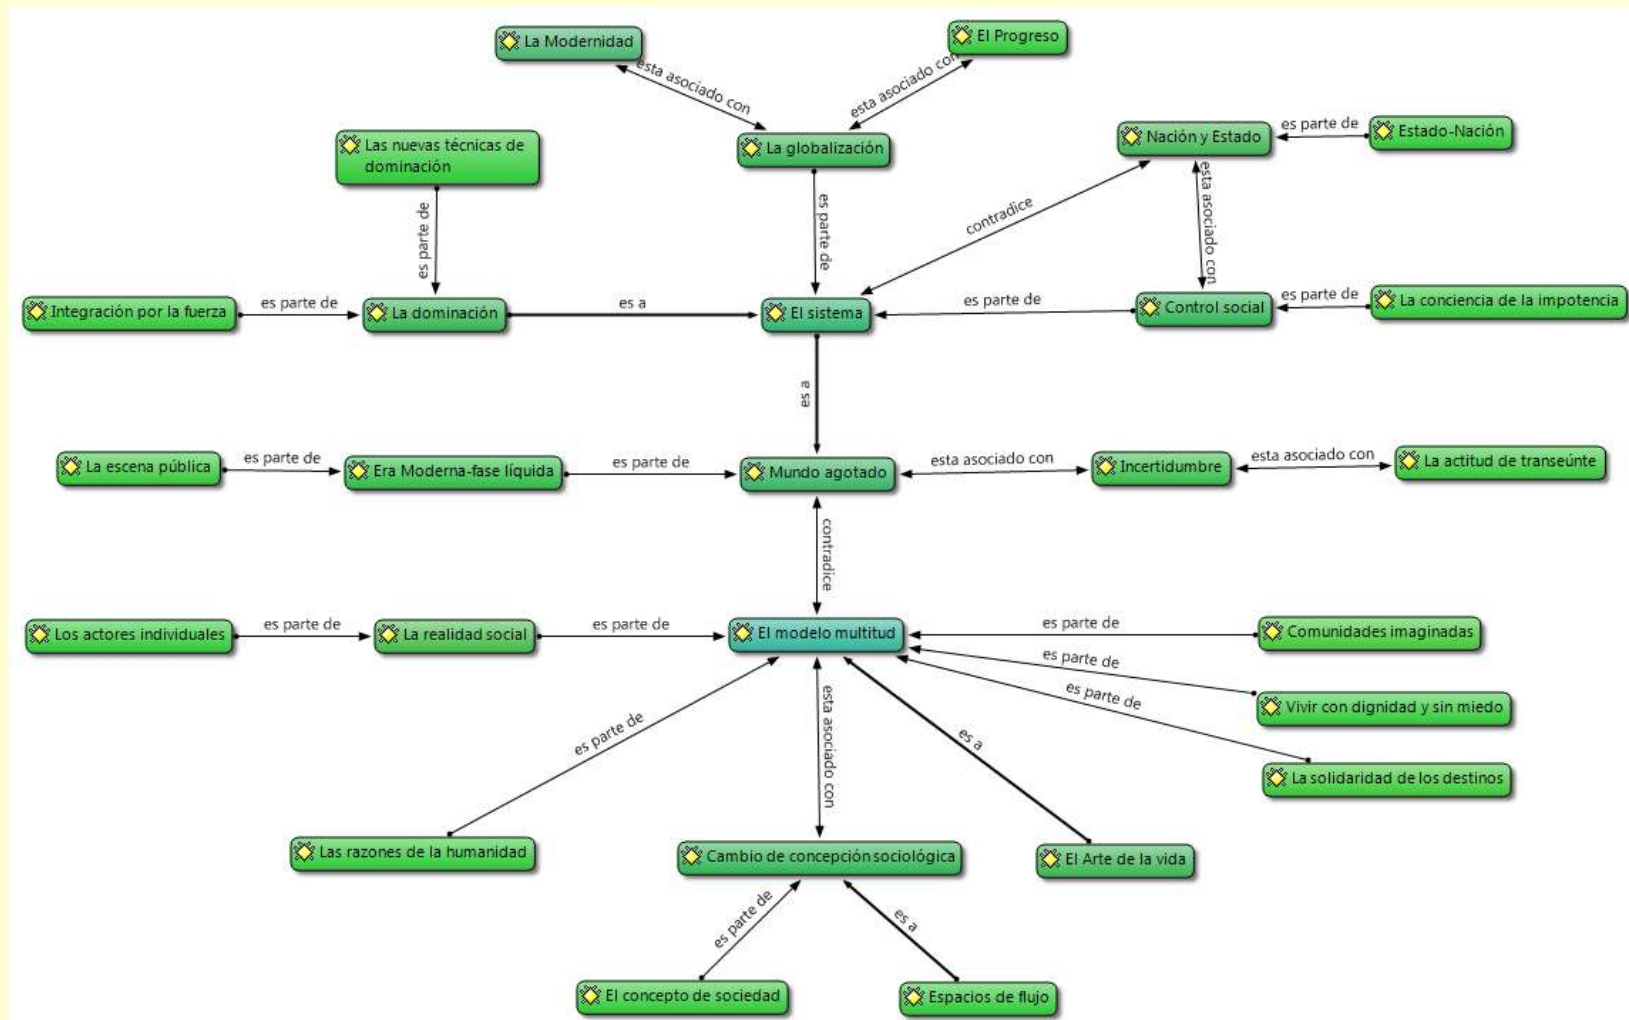 La Modernidad
El Progreso
esta asociado con
esta asociado con
Las nuevas técnicas de
dominación
La globalización
Nación y Estado
es parte de
Estado-Nación
es parte de
es parte de
contradice
esta asociado con
Integración por la fuerza
es parte de
La dominación
es a
El sistema
es parte de
Control social
es parte de
La conciencia de la impotencia
es a
La escena pública
es parte de
Era Moderna-fase líquida
es parte de
Mundo agotado
esta asociado con
Incertidumbre
esta asociado con
La actitud de transeúnte
contradice
Los actores individuales
es parte de
La realidad social
es parte de
El modelo multitud
es parte de
Comunidades imaginadas
es parte de
Vivir con dignidad y sin miedo
es parte de
La solidaridad de los destinos
es parte de
esta asociado con
es a
Las razones de la humanidad
Cambio de concepción sociológica
El Arte de la vida
es parte de
es a
El concepto de sociedad
Espacios de flujo